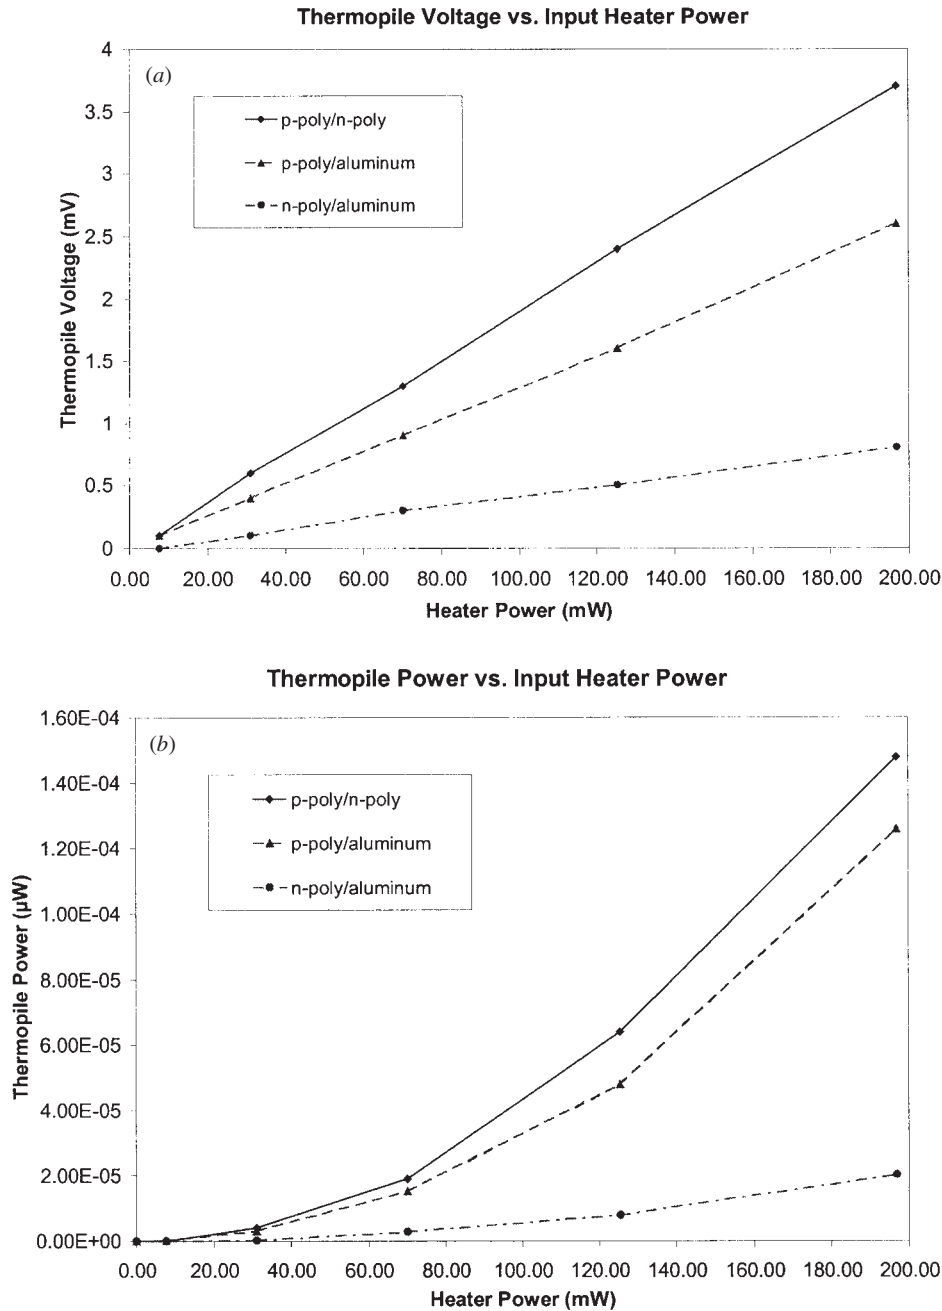 Thermopile Voltage vs. Input Heater Power
(a)
p-poly/n-poly
p-poly/aluminum
n-poly/aluminum
Thermopile Voltage (mV)
4
3.5
3
2.5
2
1.5
1
0.5
0
0.00 20.00 40.00 60.00 80.00 100.00 120.00 140.00 160.00 180.00 200.00
Heater Power (mW)
Thermopile Power vs. Input Heater Power
(b)
p-poly/n-poly
p-poly/aluminum
n-poly/aluminum
Thermopile Power (µW)
1.60E-04
1.40E-04
1.20E-04
1.00E-04
8.00E-05
6.00E-05
4.00E-05
2.00E-05
0.00E+00
0.00 20.00 40.00 60.00 80.00 100.00 120.00 140.00 160.00 180.00 200.00
Heater Power (mW)